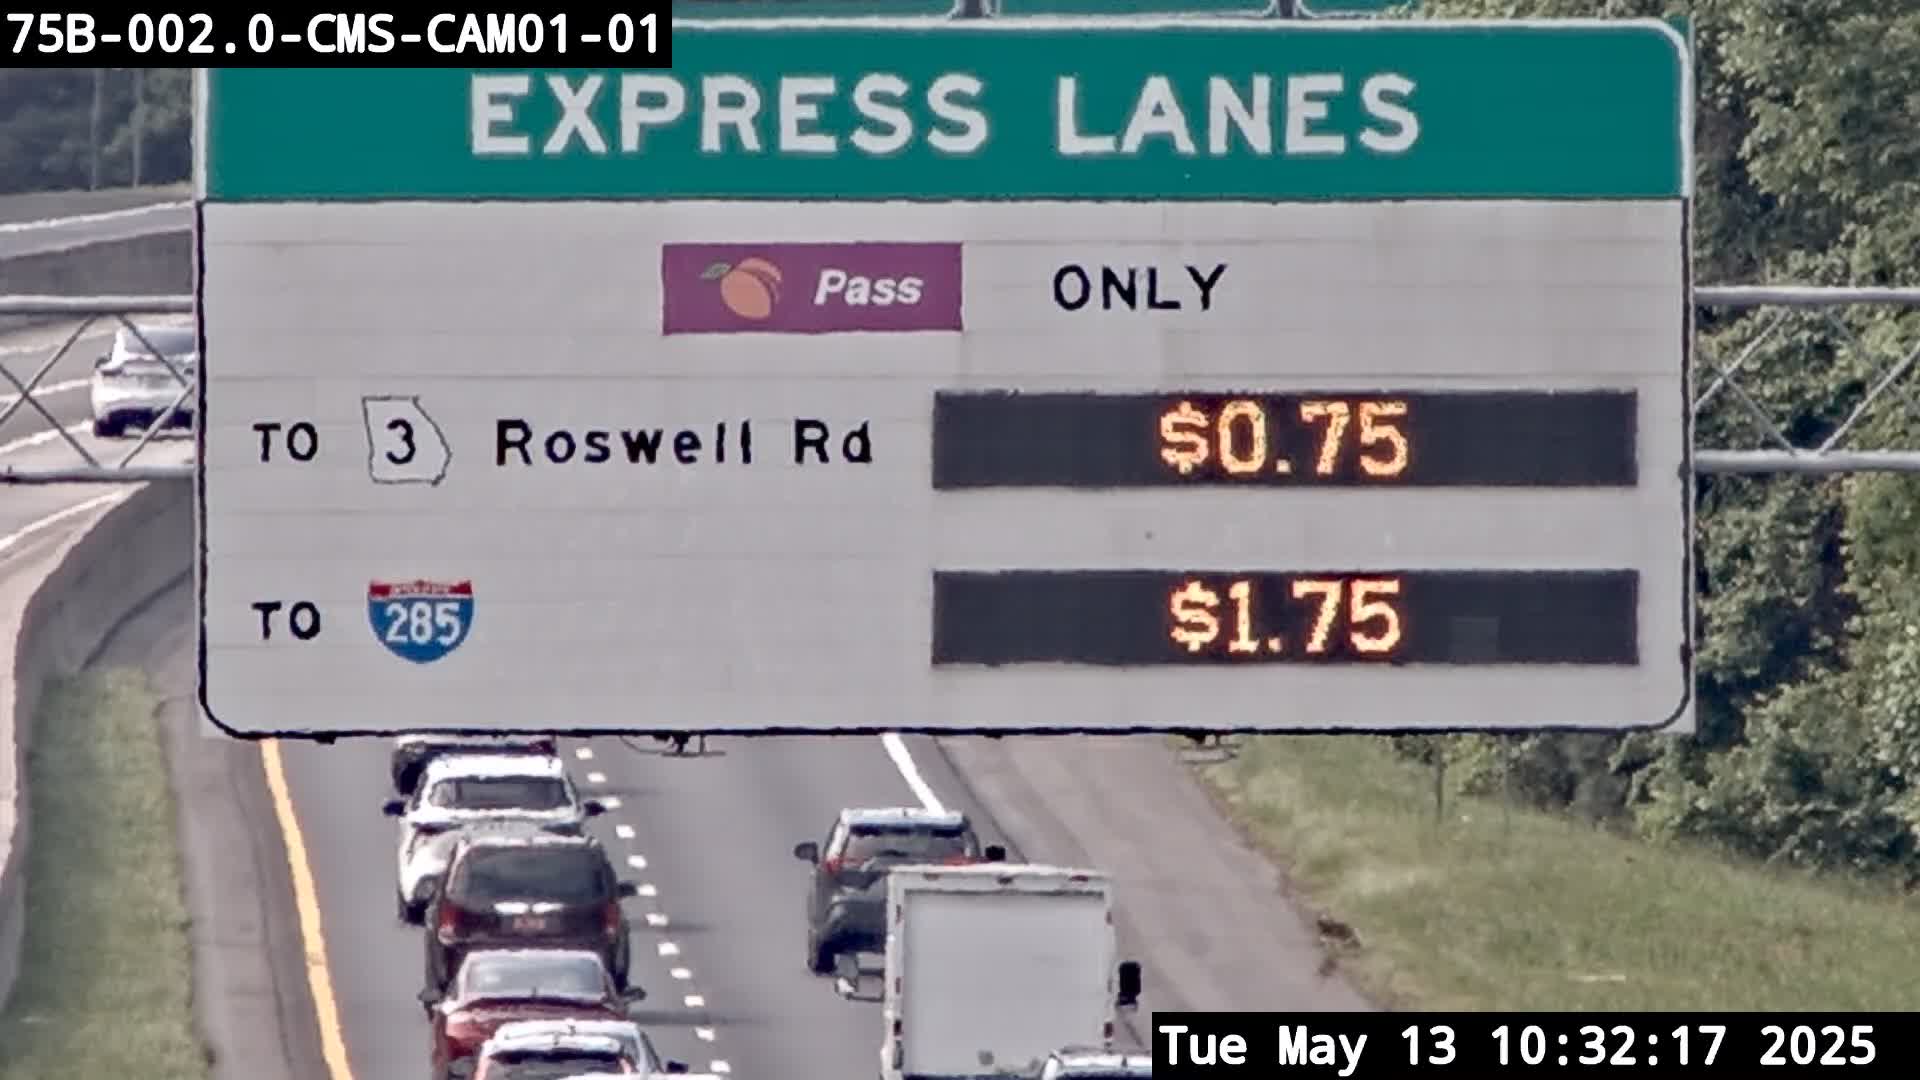 75B-002.0-CMS-CAM01-01
EXPRESS LANES
Pass ONLY
TO 3 Roswell Rd $0.75
TO 285 $1.75
Tue May 13 10:32:17 2025